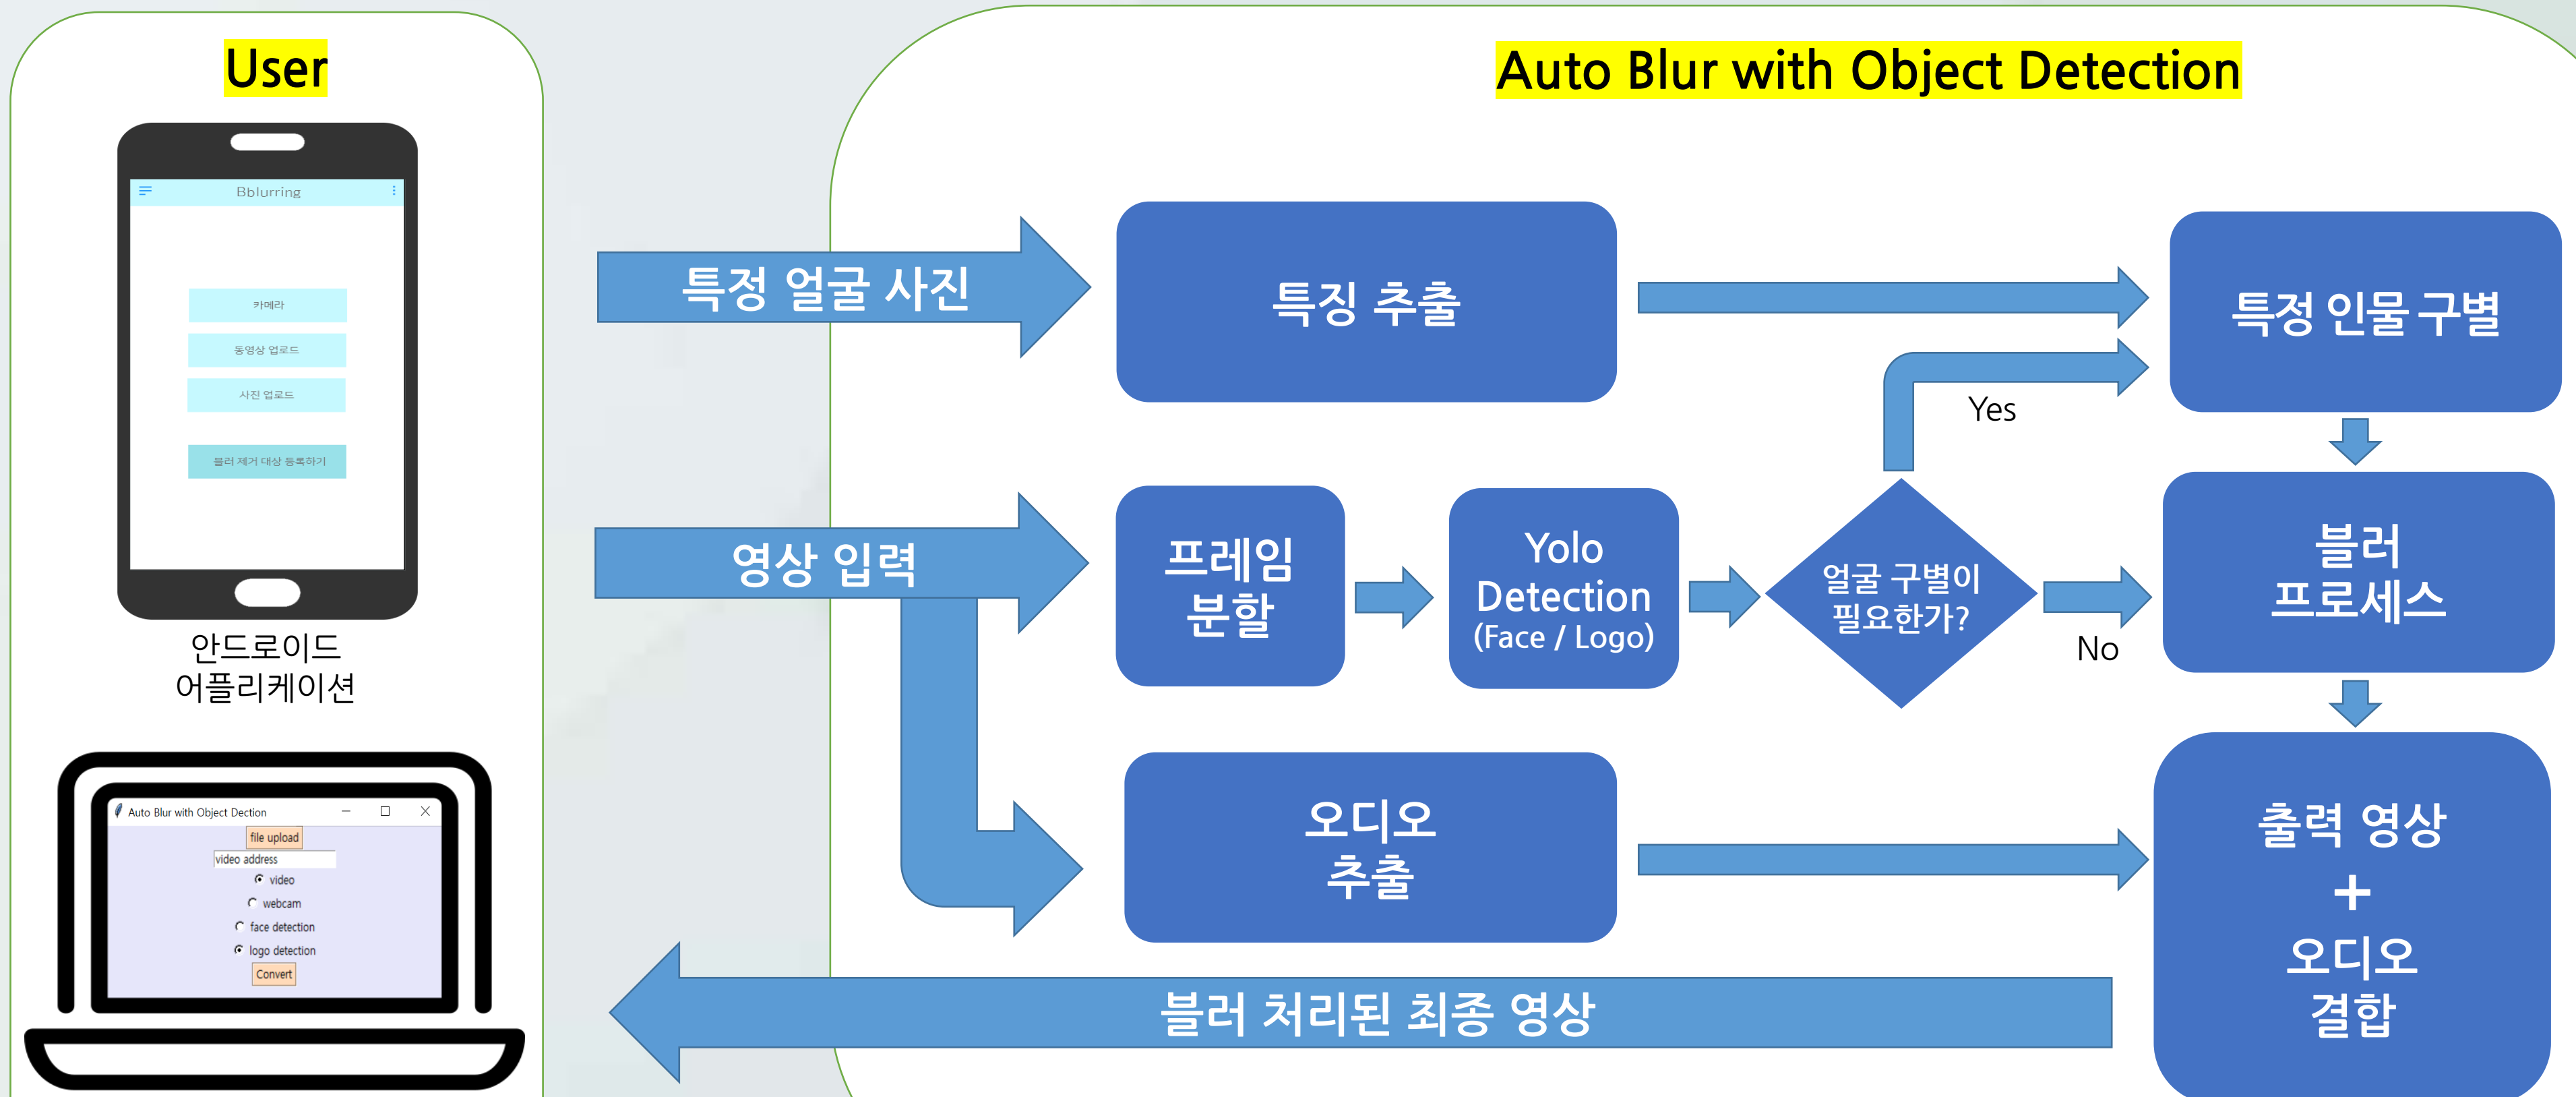 User
Bblurring
카메라
동영상 업로드
사진 업로드
블러 제거 대상 등록하기
안드로이드
어플리케이션
Auto Blur with Object Dection
file upload
video address
video
webcam
face detection
logo detection
Convert
Auto Blur with Object Detection
특정 얼굴 사진
특징 추출
특정 인물 구별
Yes
영상 입력
프레임
분할
Yolo
Detection
(Face / Logo)
얼굴 구별이
필요한가?
No
블러
프로세스
오디오
추출
출력 영상
+
오디오
결합
블러 처리된 최종 영상